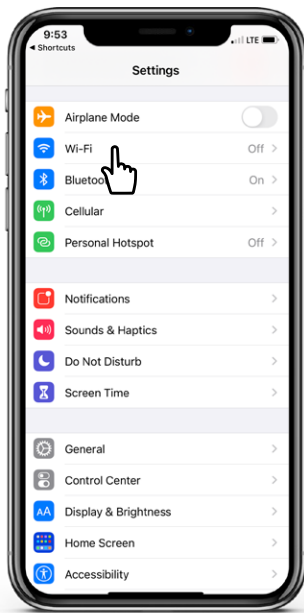 9:53
LTE
◀ Shortcuts
Settings
Airplane Mode
Wi-Fi Off
On
Cellular
Personal Hotspot Off
Notifications
Sounds & Haptics
Do Not Disturb
Screen Time
General
Control Center
AA Display & Brightness
Home Screen
Accessibility